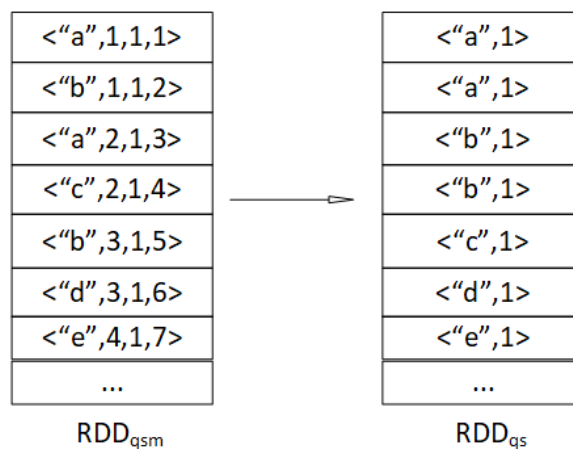 <“a”,1,1,1>
<“b”,1,1,2>
<“a”,2,1,3>
<“c”,2,1,4>
<“b”,3,1,5>
<“d”,3,1,6>
<“e”,4,1,7>
...
RDDqsm
<“a”,1>
<“a”,1>
<“b”,1>
<“b”,1>
<“c”,1>
<“d”,1>
<“e”,1>
...
RDDqs